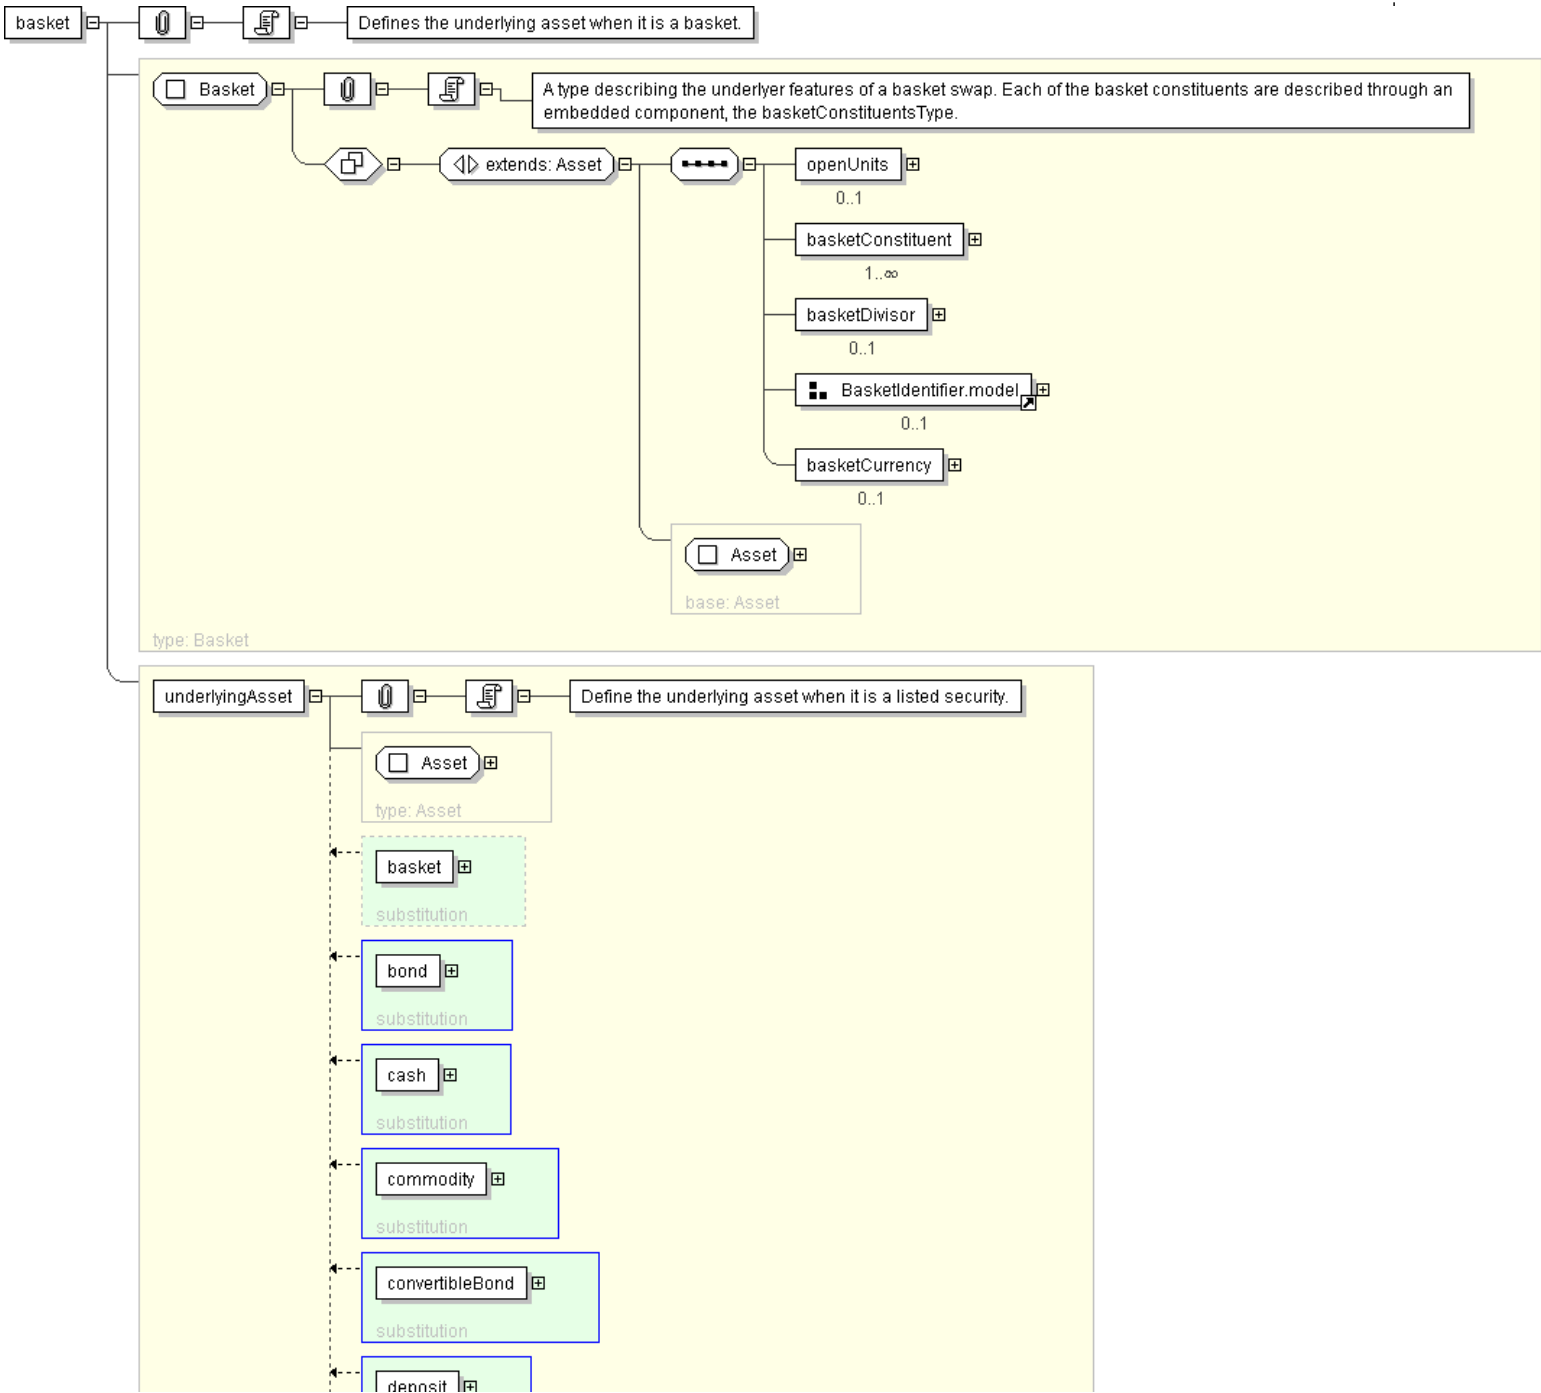 basket
Defines the underlying asset when it is a basket.
Basket
A type describing the underlyer features of a basket swap. Each of the basket constituents are described through an
embedded component, the basketConstituentsType.
extends: Asset
openUnits
0..1
basketConstituent
1..∞
basketDivisor
0..1
BasketIdentifier.model
0..1
basketCurrency
0..1
Asset
base: Asset
type: Basket
underlyingAsset
Define the underlying asset when it is a listed security.
Asset
type: Asset
basket
substitution
bond
substitution
cash
substitution
commodity
substitution
convertibleBond
substitution
deposit